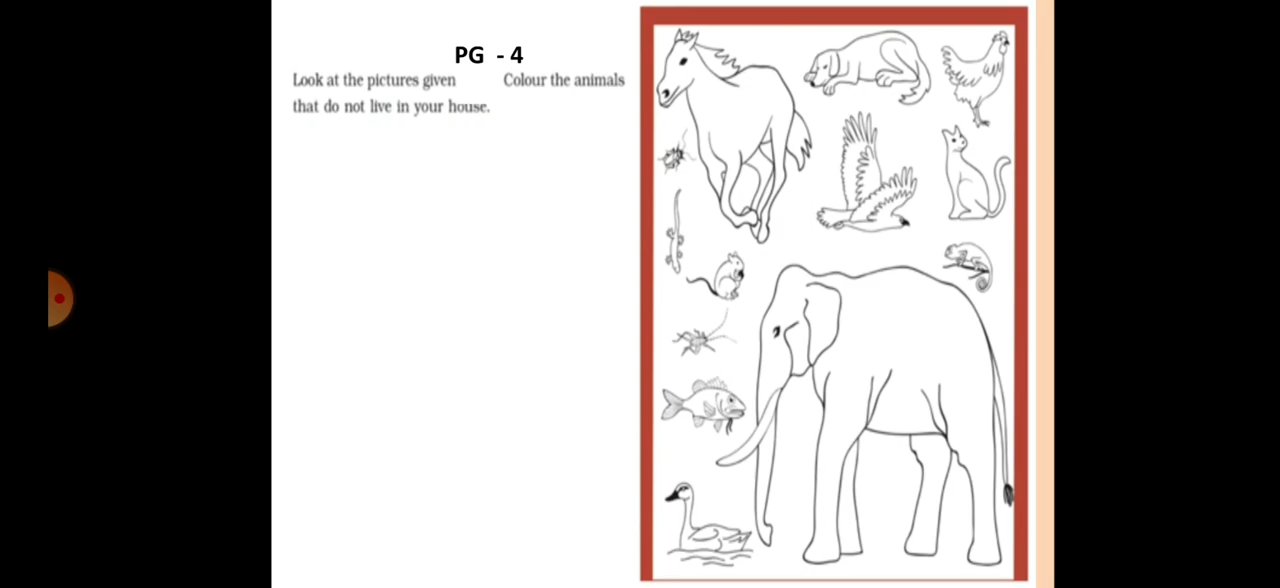 PG - 4
Look at the pictures given Colour the animals
that do not live in your house.